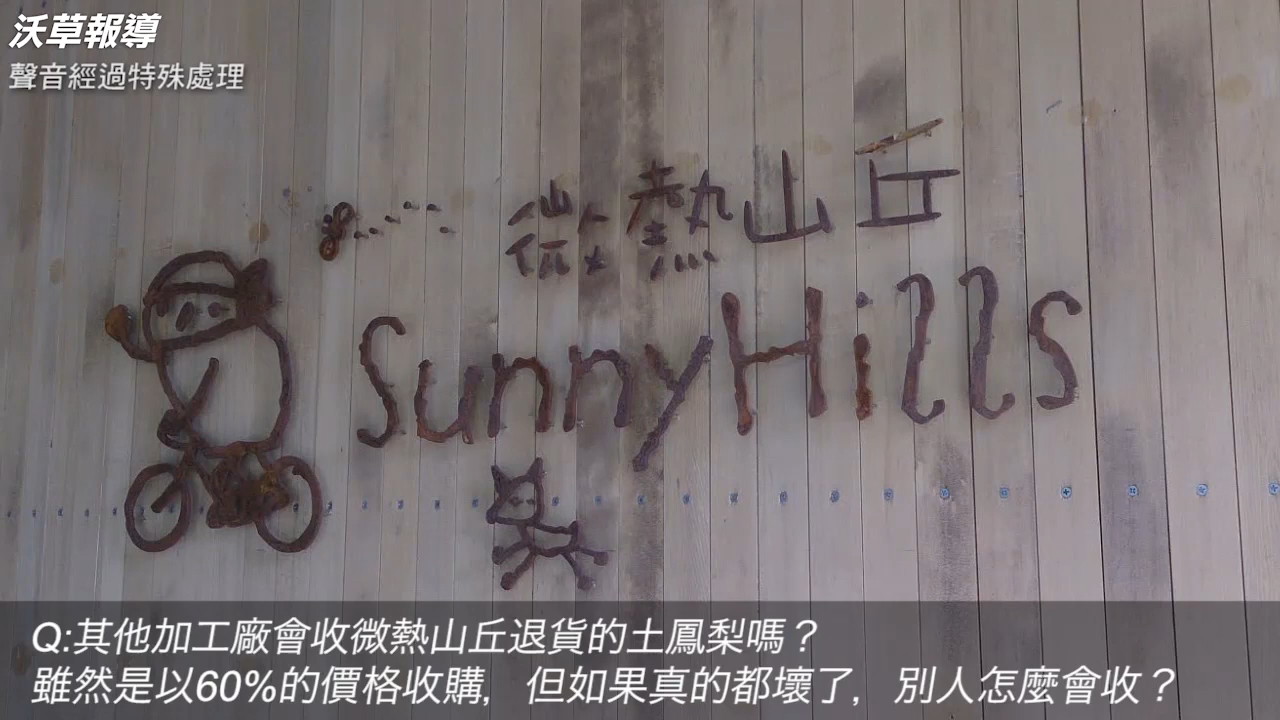 沃草報導
聲音經過特殊處理
微熱山丘
SunnyHills
Q:其他加工廠會收微熱山丘退貨的土鳳梨嗎？
雖然是以60%的價格收購，但如果真的都壞了，別人怎麼會收？